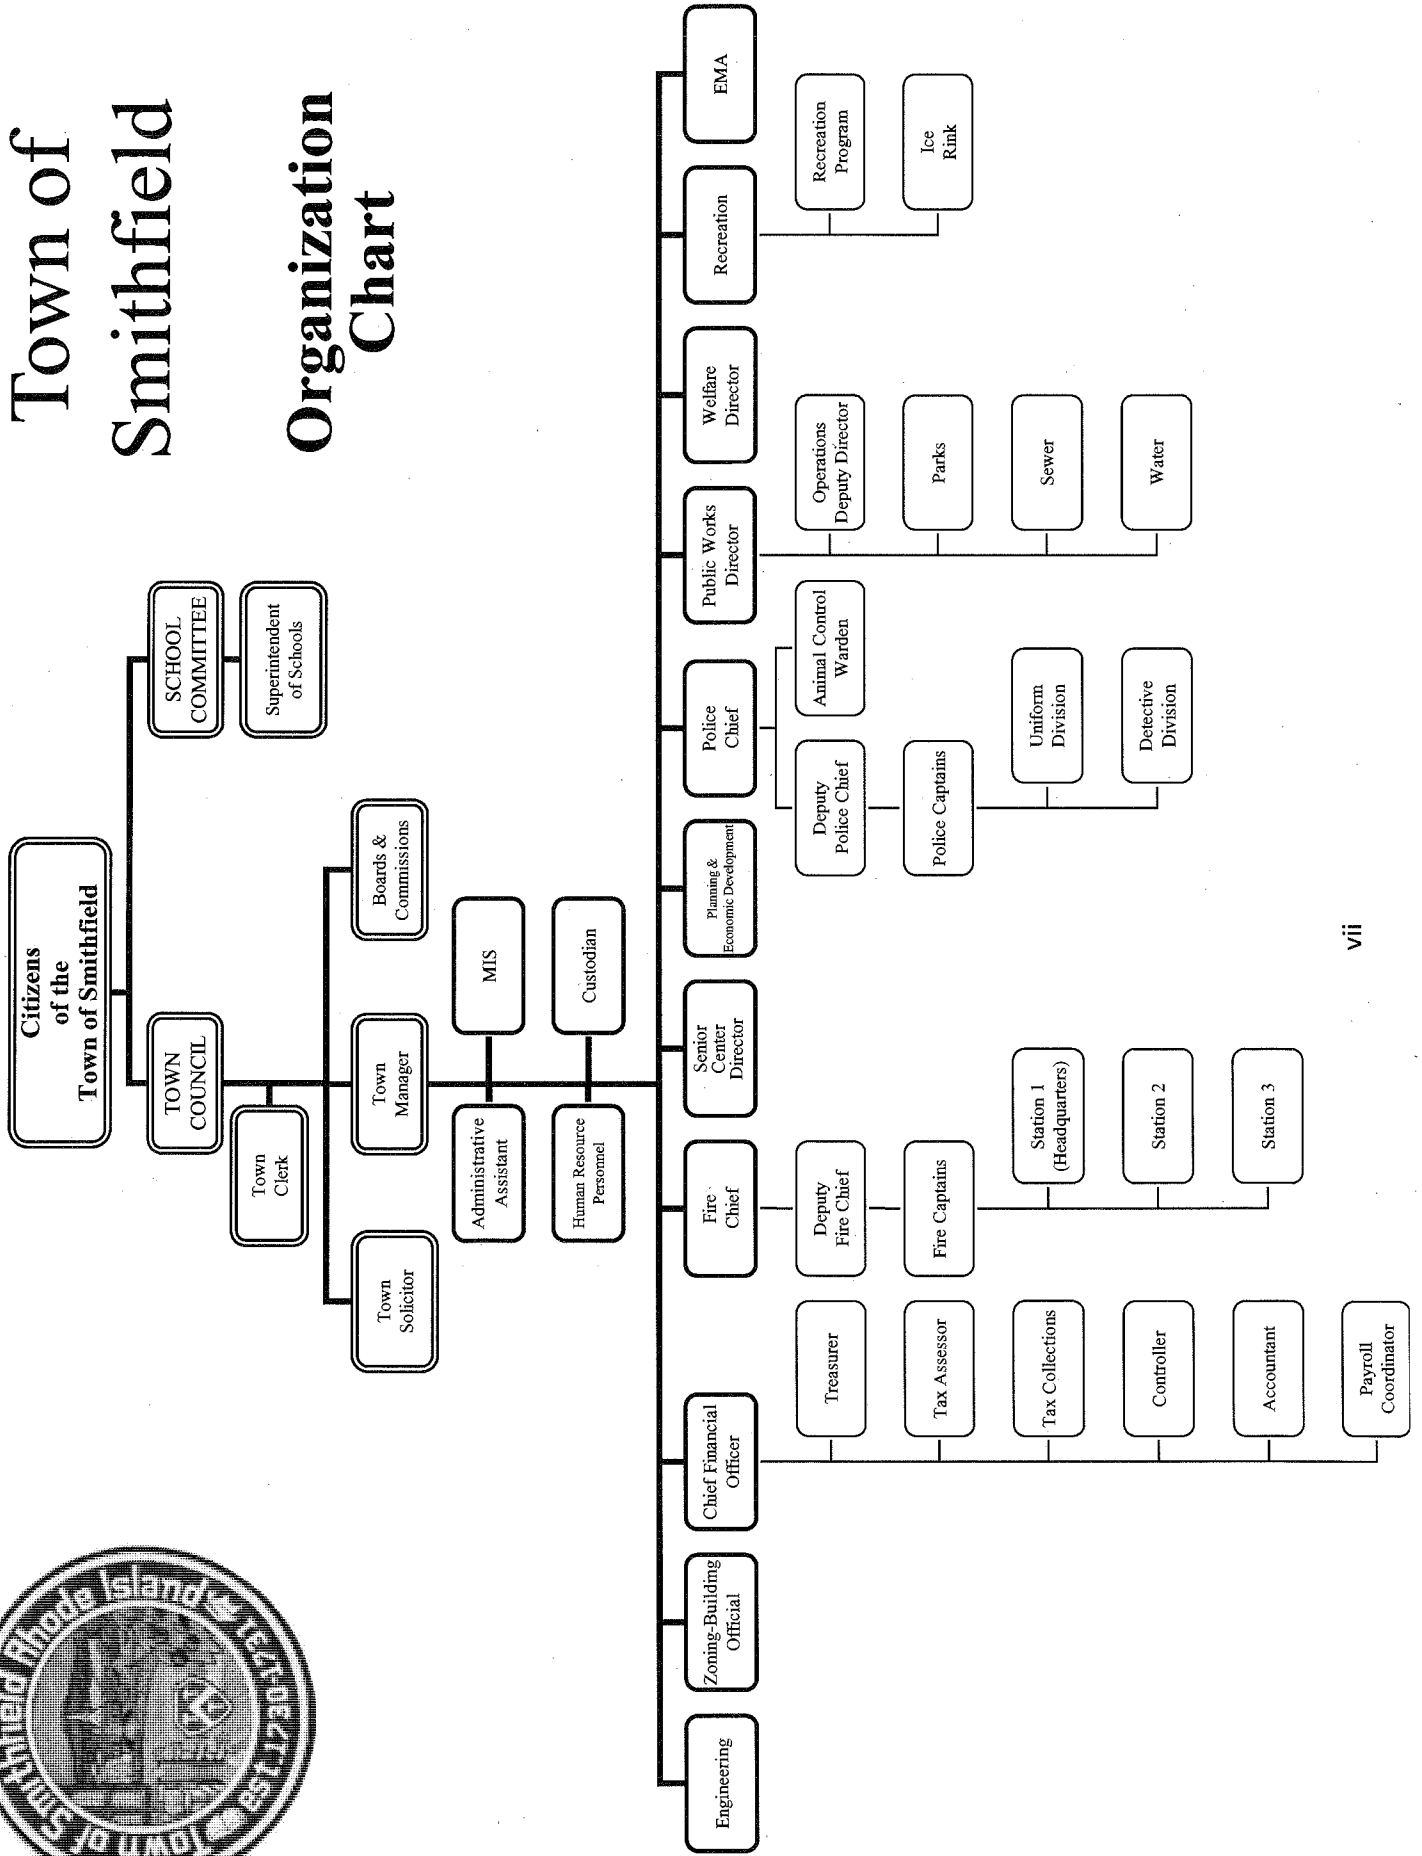 Town of Smithfield Rhode Island
EST 1730-1731
Town of
Smithfield
Organization
Chart
Citizens
of the
Town of Smithfield
TOWN
COUNCIL
SCHOOL
COMMITTEE
Town
Clerk
Superintendent
of Schools
Town
Solicitor
Town
Manager
Boards &
Commissions
Administrative
Assistant
MIS
Human Resource
Personnel
Custodian
Engineering
Zoning-Building
Official
Chief Financial
Officer
Fire
Chief
Senior
Center
Director
Planning &
Economic Development
Police
Chief
Public Works
Director
Welfare
Director
Recreation
EMA
Treasurer
Tax Assessor
Tax Collections
Controller
Accountant
Payroll
Coordinator
Deputy
Fire Chief
Fire Captains
Station 1
(Headquarters)
Station 2
Station 3
Deputy
Police Chief
Animal Control
Warden
Police Captains
Uniform
Division
Detective
Division
Operations
Deputy Director
Parks
Sewer
Water
Recreation
Program
Ice
Rink
vii